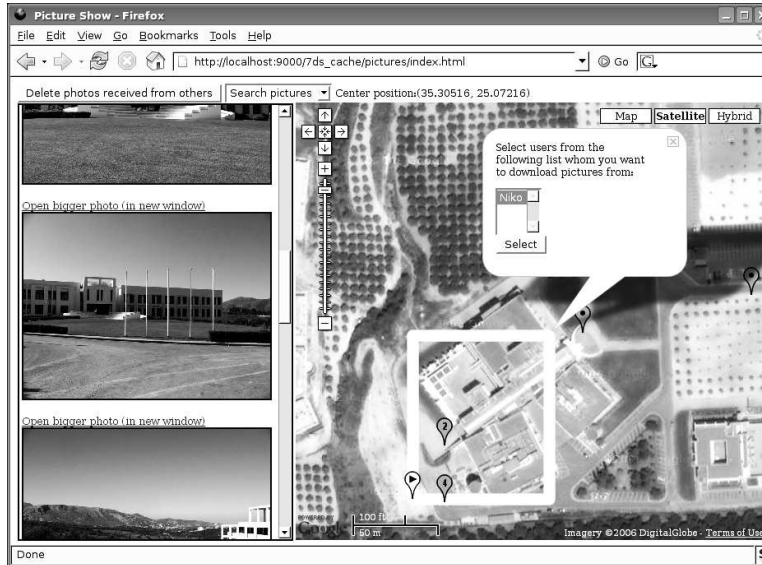 Picture Show - Firefox
File Edit View Go Bookmarks Tools Help
http://localhost:9000/7ds_cache/pictures/index.html
Go
G
Delete photos received from others
Search pictures
Center position:(35.30516, 25.07216)
Map
Satellite
Hybrid
Select users from the
following list whom you want
to download pictures from:
Niko
Select
Open bigger photo (in new window)
2
4
Open bigger photo (in new window)
POWERED BY
Google
100 ft
50 m
Imagery ©2006 DigitalGlobe - Terms of Use
Done